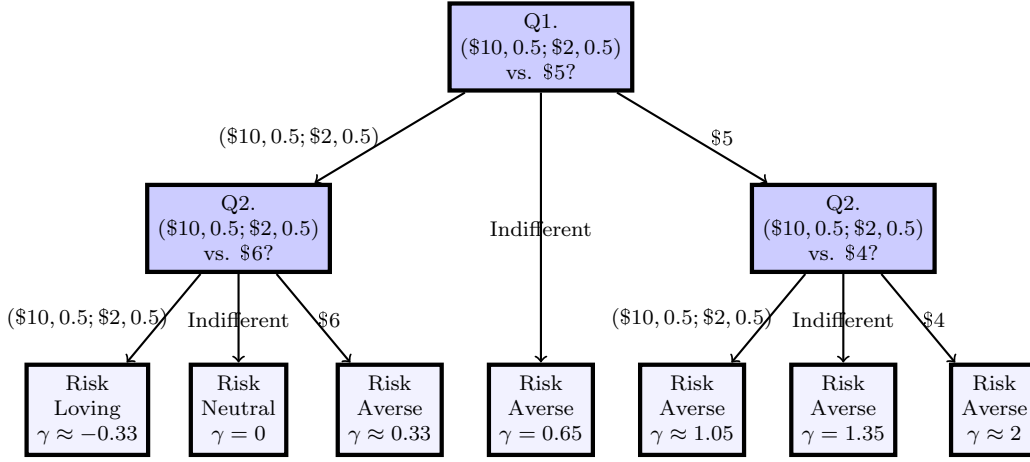 Q1.
($10, 0.5; $2, 0.5)
vs. $5?
($10, 0.5; $2, 0.5)
$5
Q2.
($10, 0.5; $2, 0.5)
vs. $6?
Indifferent
Q2.
($10, 0.5; $2, 0.5)
vs. $4?
($10, 0.5; $2, 0.5)
Indifferent
$6
($10, 0.5; $2, 0.5)
Indifferent
$4
Risk
Loving
γ ≈ −0.33
Risk
Neutral
γ = 0
Risk
Averse
γ ≈ 0.33
Risk
Averse
γ = 0.65
Risk
Averse
γ ≈ 1.05
Risk
Averse
γ = 1.35
Risk
Averse
γ ≈ 2